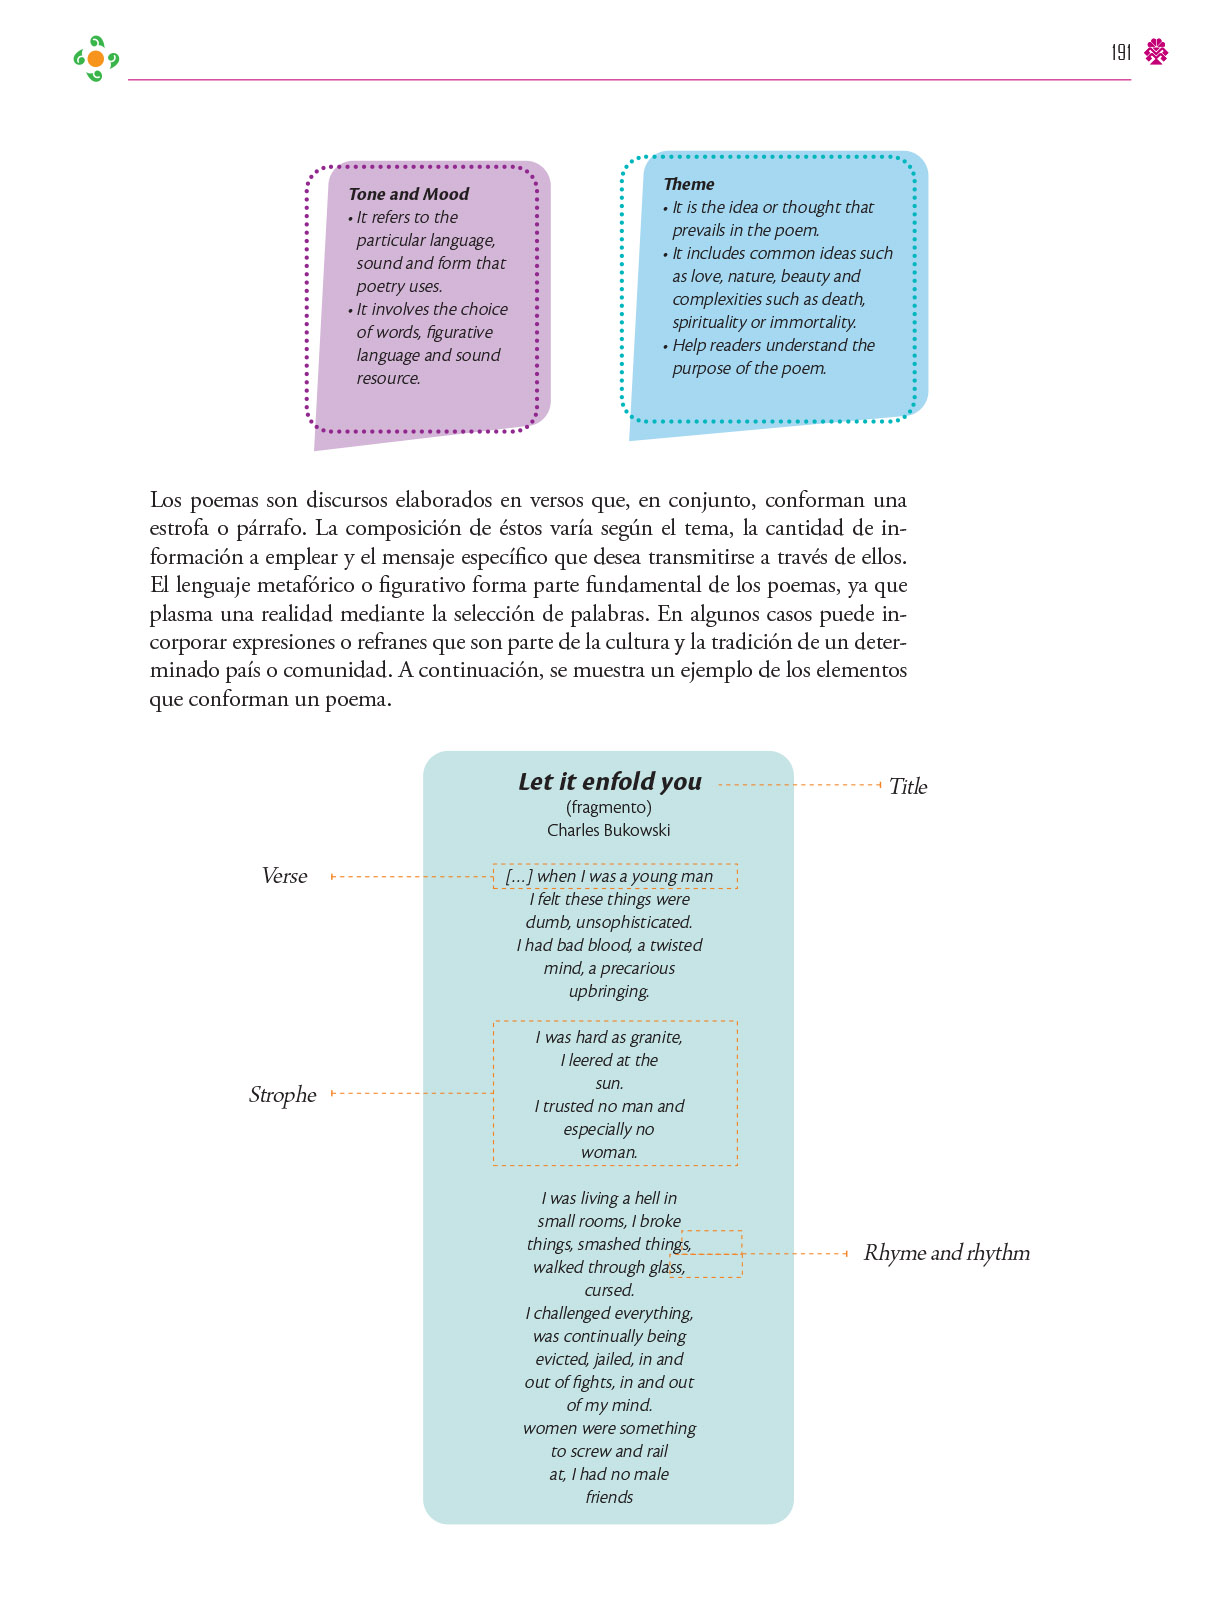 191
Tone and Mood
• It refers to the
particular language,
sound and form that
poetry uses.
• It involves the choice
of words, figurative
language and sound
resource.
Theme
• It is the idea or thought that
prevails in the poem.
• It includes common ideas such
as love, nature, beauty and
complexities such as death,
spirituality or immortality.
• Help readers understand the
purpose of the poem.
Los poemas son discursos elaborados en versos que, en conjunto, conforman una
estrofa o párrafo. La composición de éstos varía según el tema, la cantidad de in-
formación a emplear y el mensaje específico que desea transmitirse a través de ellos.
El lenguaje metafórico o figurativo forma parte fundamental de los poemas, ya que
plasma una realidad mediante la selección de palabras. En algunos casos puede in-
corporar expresiones o refranes que son parte de la cultura y la tradición de un deter-
minado país o comunidad. A continuación, se muestra un ejemplo de los elementos
que conforman un poema.
Let it enfold you
Title
(fragmento)
Charles Bukowski
Verse
[...] when I was a young man
I felt these things were
dumb, unsophisticated.
I had bad blood, a twisted
mind, a precarious
upbringing.
I was hard as granite,
I leered at the
sun.
Strophe
I trusted no man and
especially no
woman.
I was living a hell in
small rooms, I broke
things, smashed things,
Rhyme and rhythm
walked through glass,
cursed.
I challenged everything,
was continually being
evicted, jailed, in and
out of fights, in and out
of my mind.
women were something
to screw and rail
at, I had no male
friends